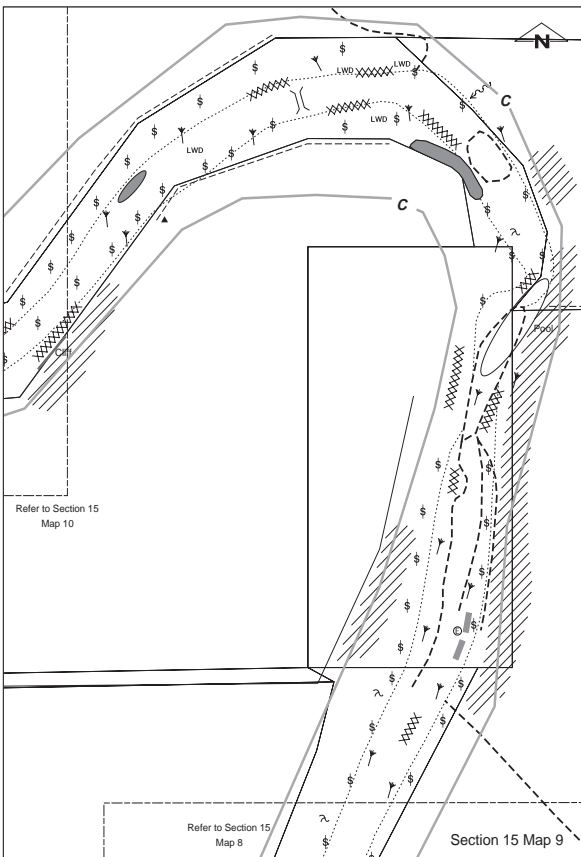 N
LWD
LWD
C
LWD
LWD
C
Pool
Cliff
Refer to Section 15
Map 10
E
Refer to Section 15
Map 8
Section 15 Map 9